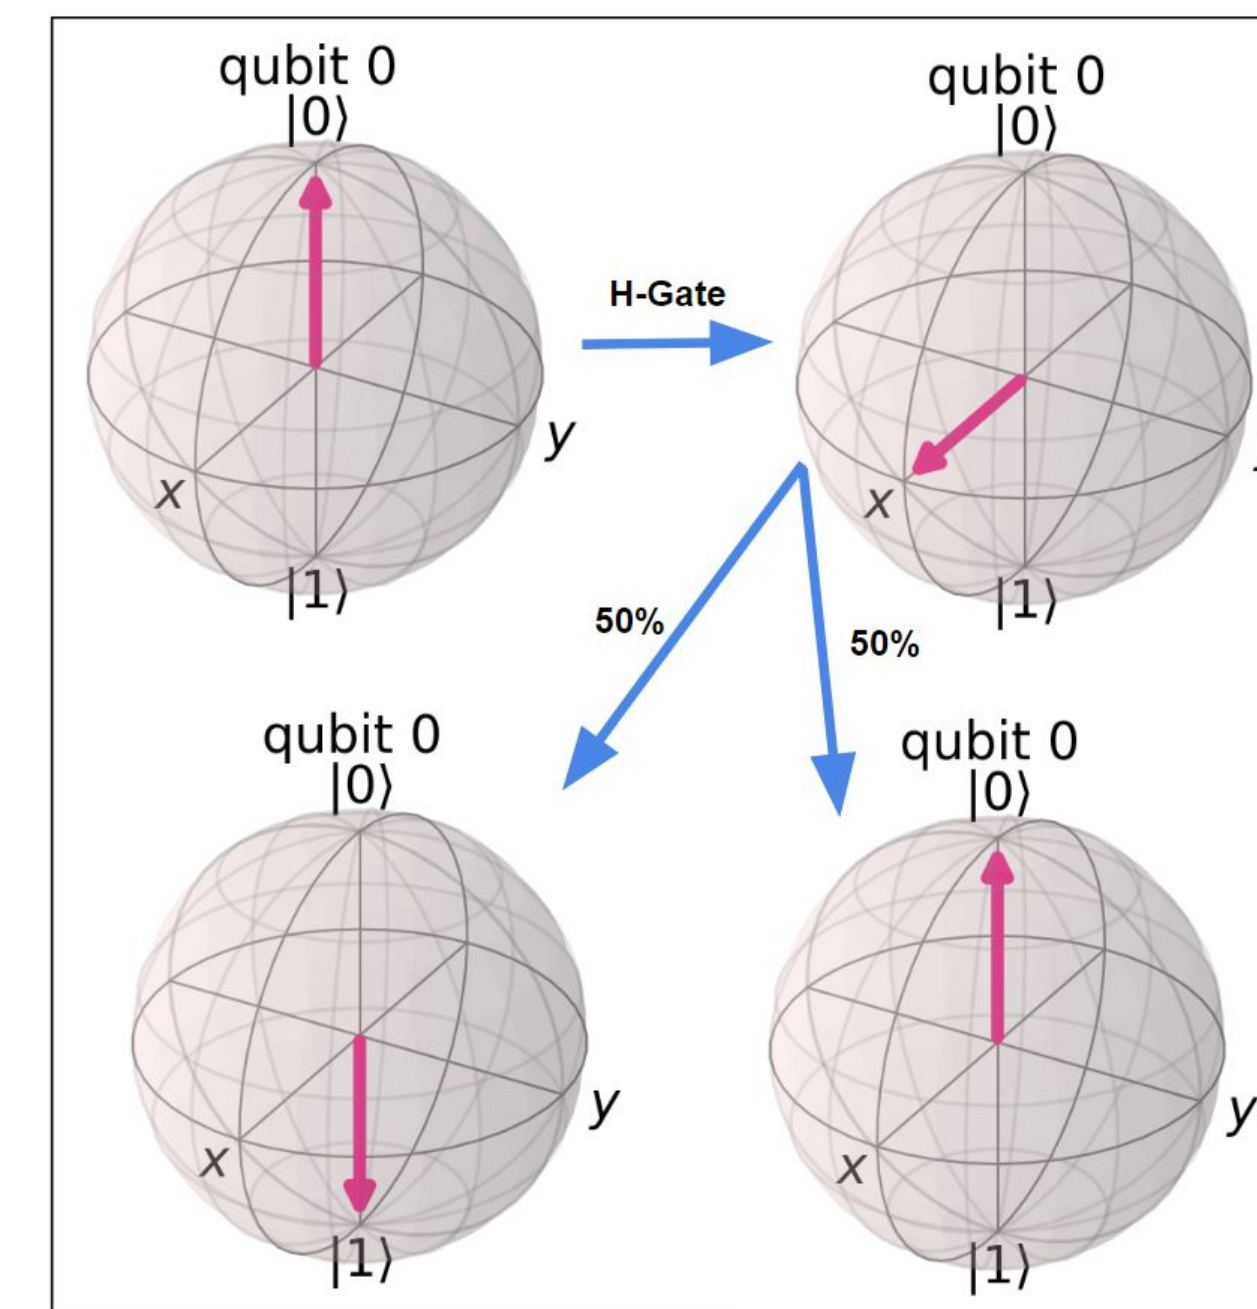 qubit 0
|0⟩
y
x
|1⟩
H-Gate
qubit 0
|0⟩
x
|1⟩
50%
50%
qubit 0
|0⟩
y
x
|1⟩
qubit 0
|0⟩
y
x
|1⟩